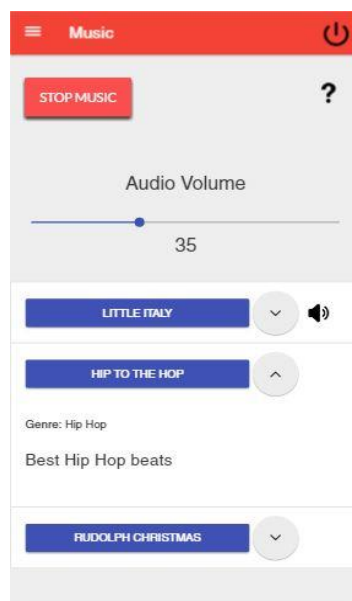 Music
STOP MUSIC
?
Audio Volume
35
LITTLE ITALY
HIP TO THE HOP
Genre: Hip Hop
Best Hip Hop beats
RUDOLPH CHRISTMAS